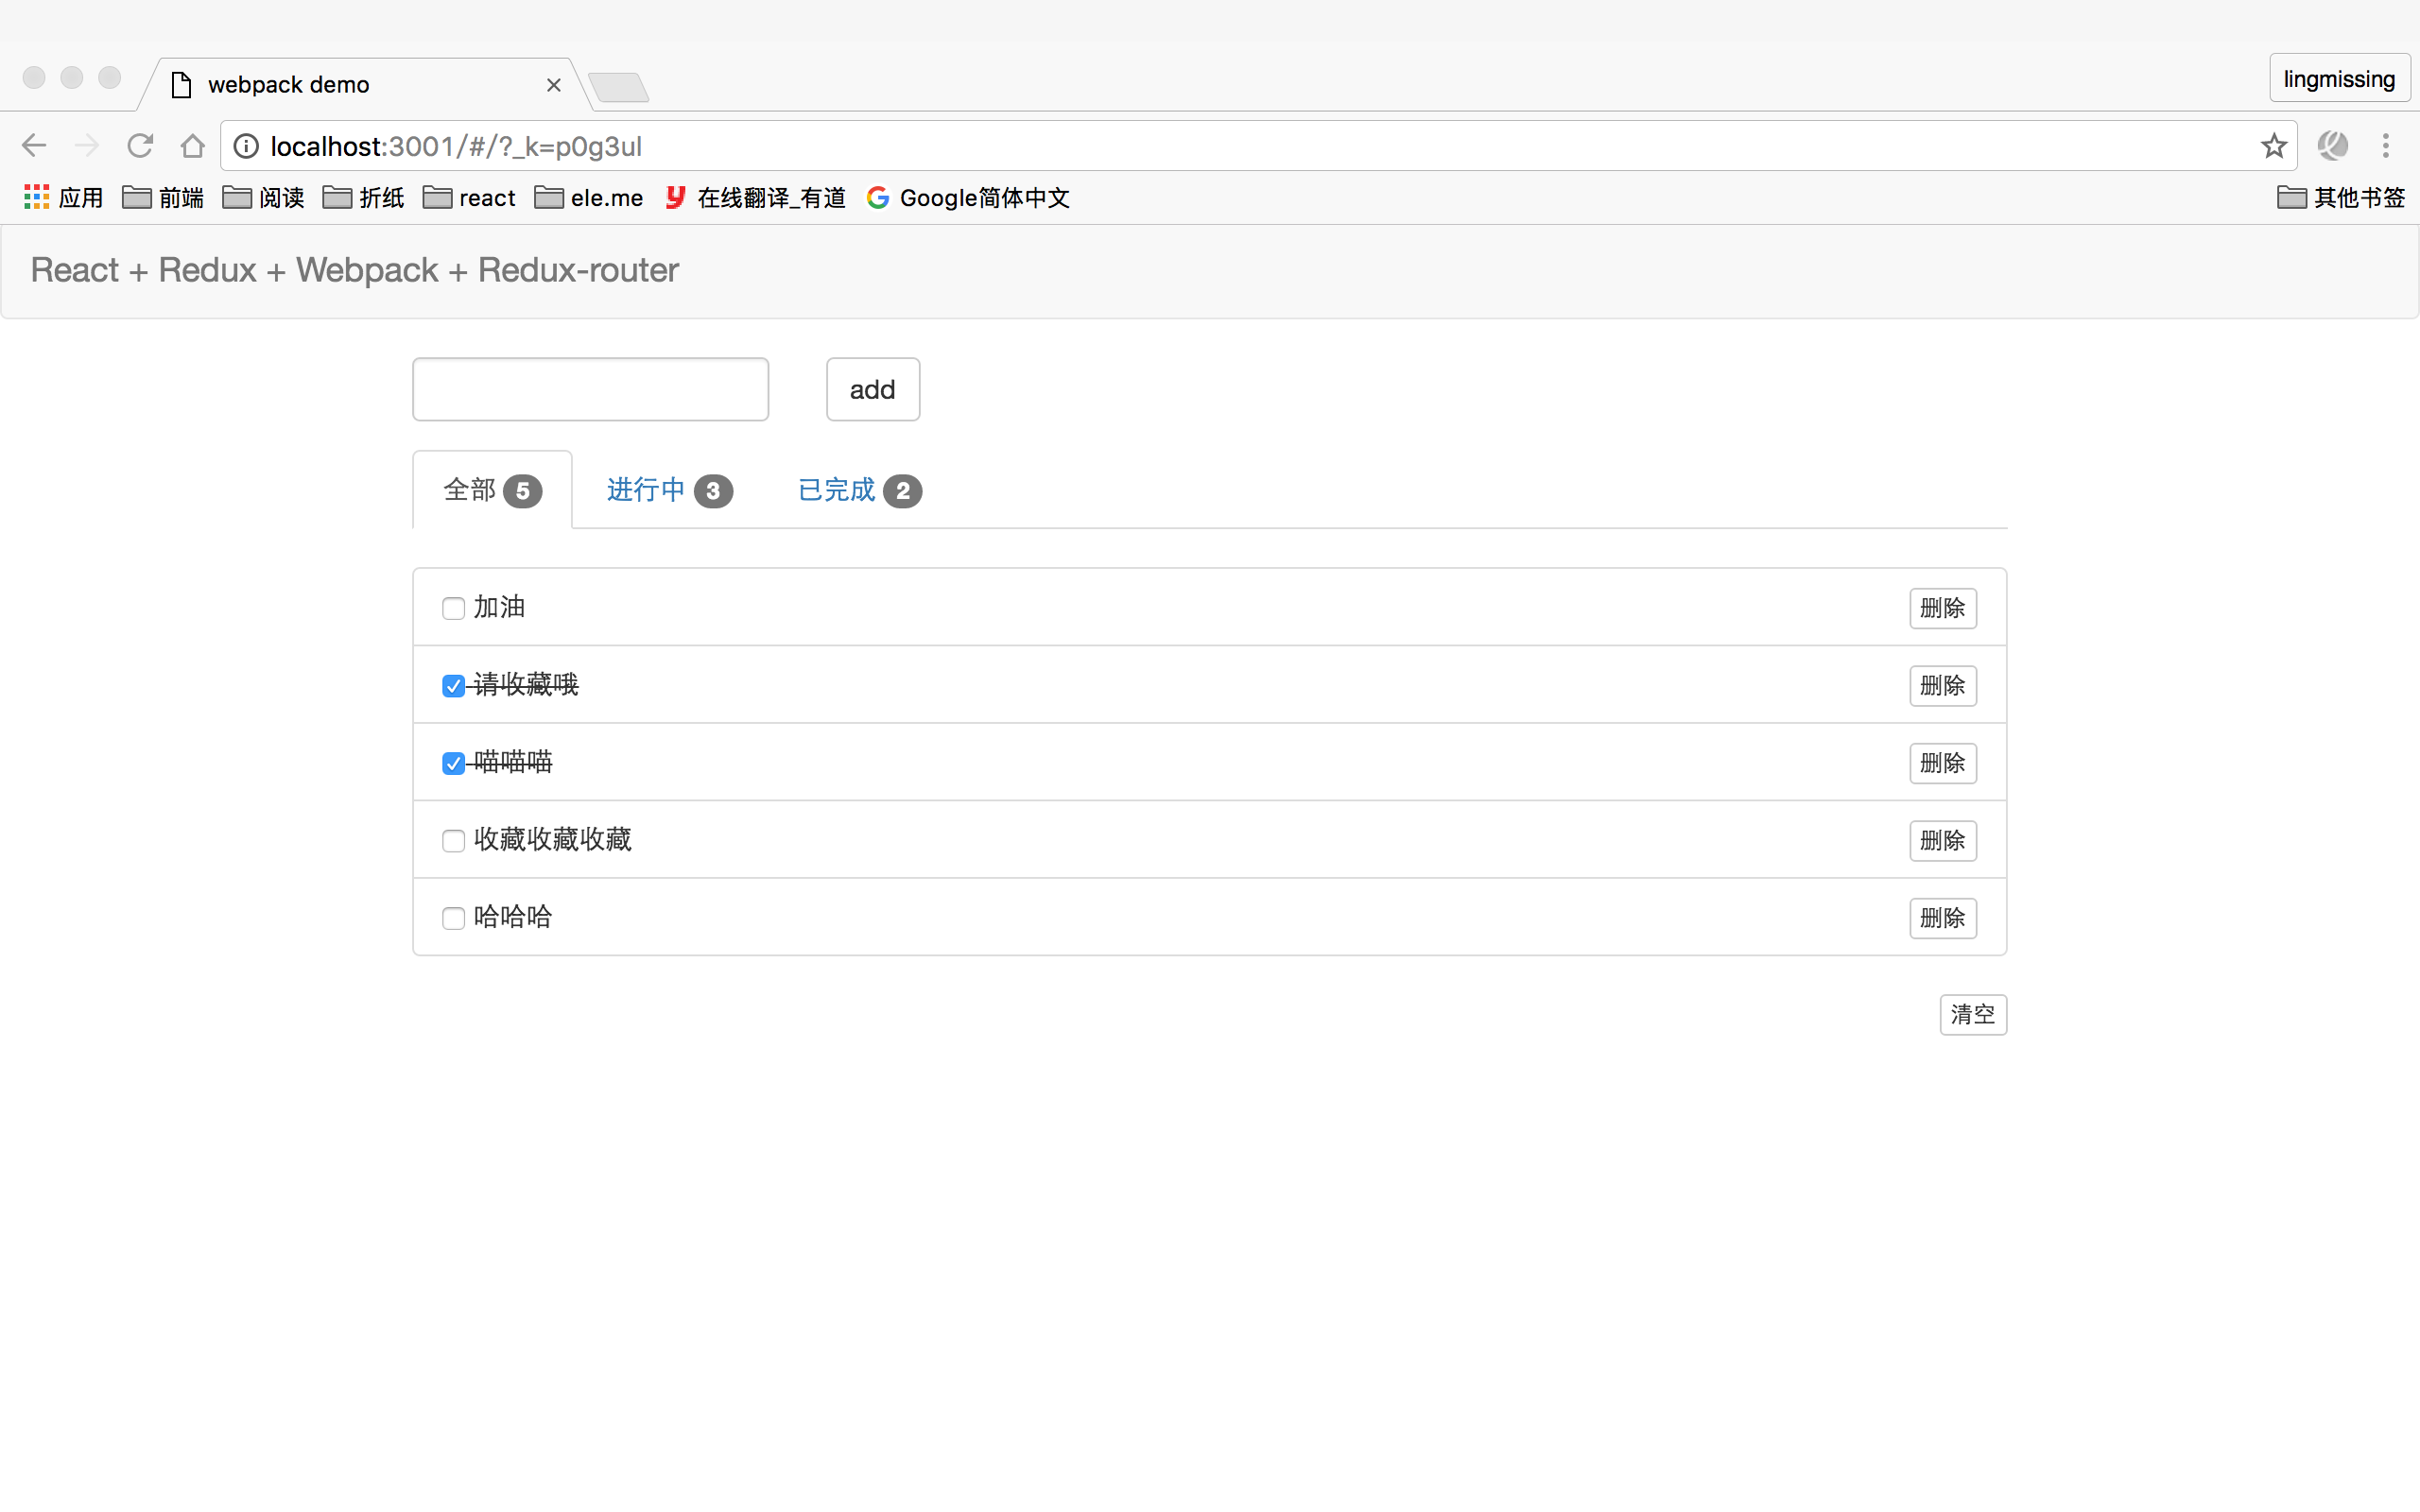 webpack demo
lingmissing
localhost:3001/#/?_k=p0g3ul
应用 前端 阅读 折纸 react ele.me 在线翻译_有道 Google简体中文 其他书签
React + Redux + Webpack + Redux-router
add
全部 5 进行中 3 已完成 2
加油 删除
请收藏哦 删除
喵喵喵 删除
收藏收藏收藏 删除
哈哈哈 删除
清空